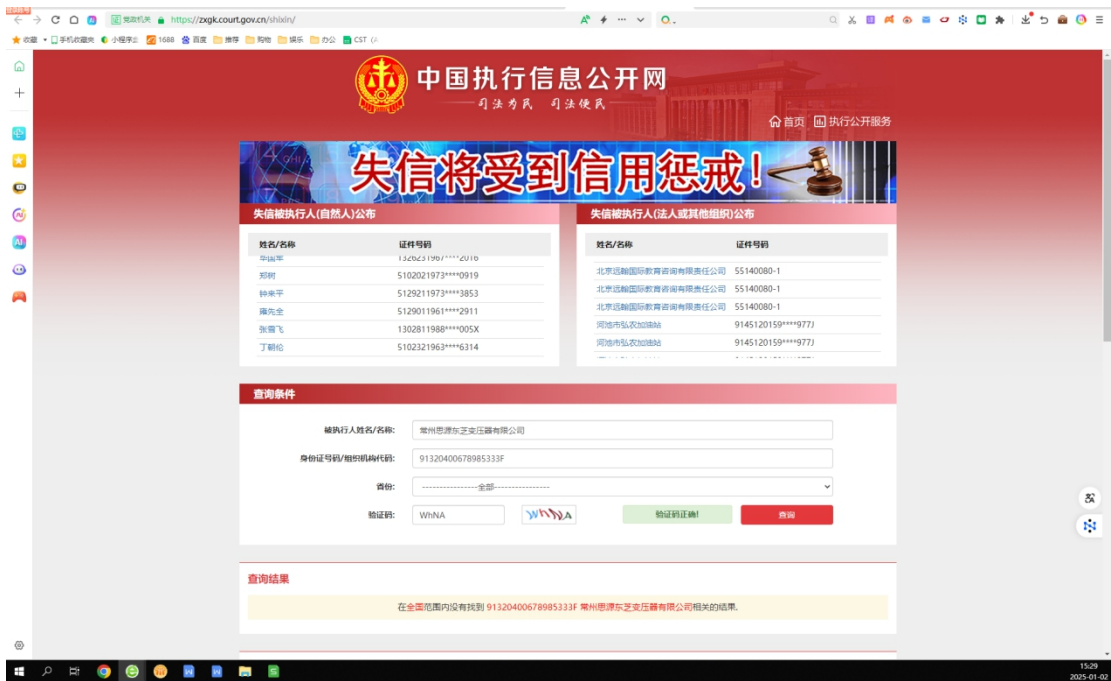 党政机关 https://zxgk.court.gov.cn/shixin/
收藏 手机收藏夹 小程序 1688 百度 推荐 购物 娱乐 办公 CST
中国执行信息公开网
司法为民 司法便民
首页 执行公开服务
失信将受到信用惩戒!
失信被执行人(自然人)公布
姓名/名称 证件号码
1326231967****2016
郑树 5102021973****0919
钟来平 5129211973****3853
雍先全 5129011961****2911
张雪飞 1302811988****005X
丁朝伦 5102321963****6314
失信被执行人(法人或其他组织)公布
姓名/名称 证件号码
北京远翰国际教育咨询有限责任公司 55140080-1
北京远翰国际教育咨询有限责任公司 55140080-1
北京远翰国际教育咨询有限责任公司 55140080-1
河池市弘农加油站 9145120159****977J
河池市弘农加油站 9145120159****977J
查询条件
被执行人姓名/名称: 常州思源东芝变压器有限公司
身份证号码/组织机构代码: 91320400678985333F
省份: ----------------全部----------------
验证码: WhNA WhNA 验证码正确! 查询
查询结果
在全国范围内没有找到 91320400678985333F 常州思源东芝变压器有限公司相关的结果.
15:29
2025-01-02